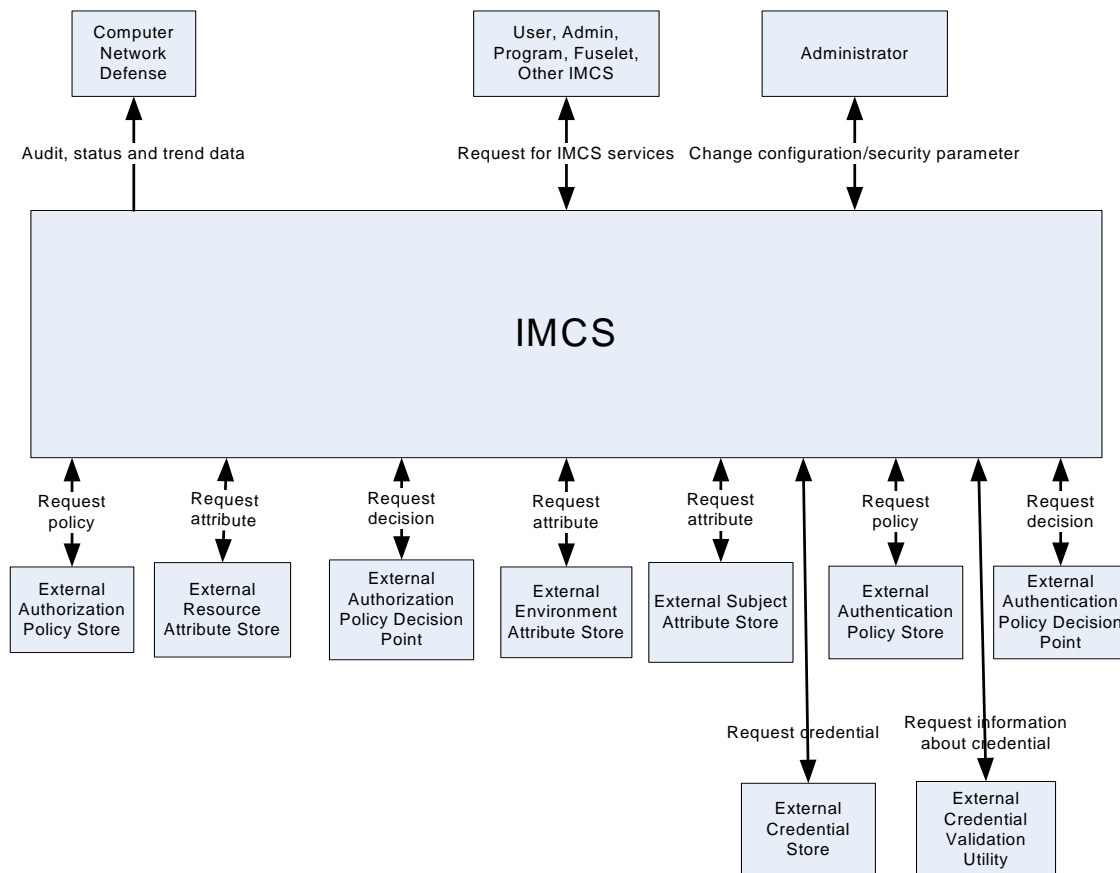 Computer
Network
Defense
User, Admin,
Program, Fuselet,
Other IMCS
Administrator
Audit, status and trend data
Request for IMCS services
Change configuration/security parameter
IMCS
Request
policy
Request
attribute
Request
decision
Request
attribute
Request
attribute
Request
policy
Request
decision
External
Authorization
Policy Store
External
Resource
Attribute Store
External
Authorization
Policy Decision
Point
External
Environment
Attribute Store
External Subject
Attribute Store
External
Authentication
Policy Store
External
Authentication
Policy Decision
Point
Request credential
Request information
about credential
External
Credential
Store
External
Credential
Validation
Utility